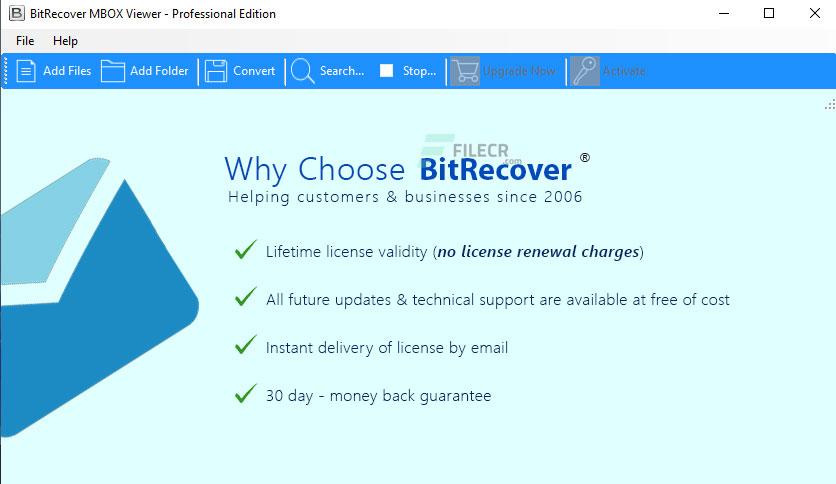 BitRecover MBOX Viewer - Professional Edition
File Help
Add Files Add Folder Convert Search... Stop... Upgrade Now Activate
FILECR
.com
Why Choose BitRecover ®
Helping customers & businesses since 2006
Lifetime license validity (no license renewal charges)
All future updates & technical support are available at free of cost
Instant delivery of license by email
30 day - money back guarantee